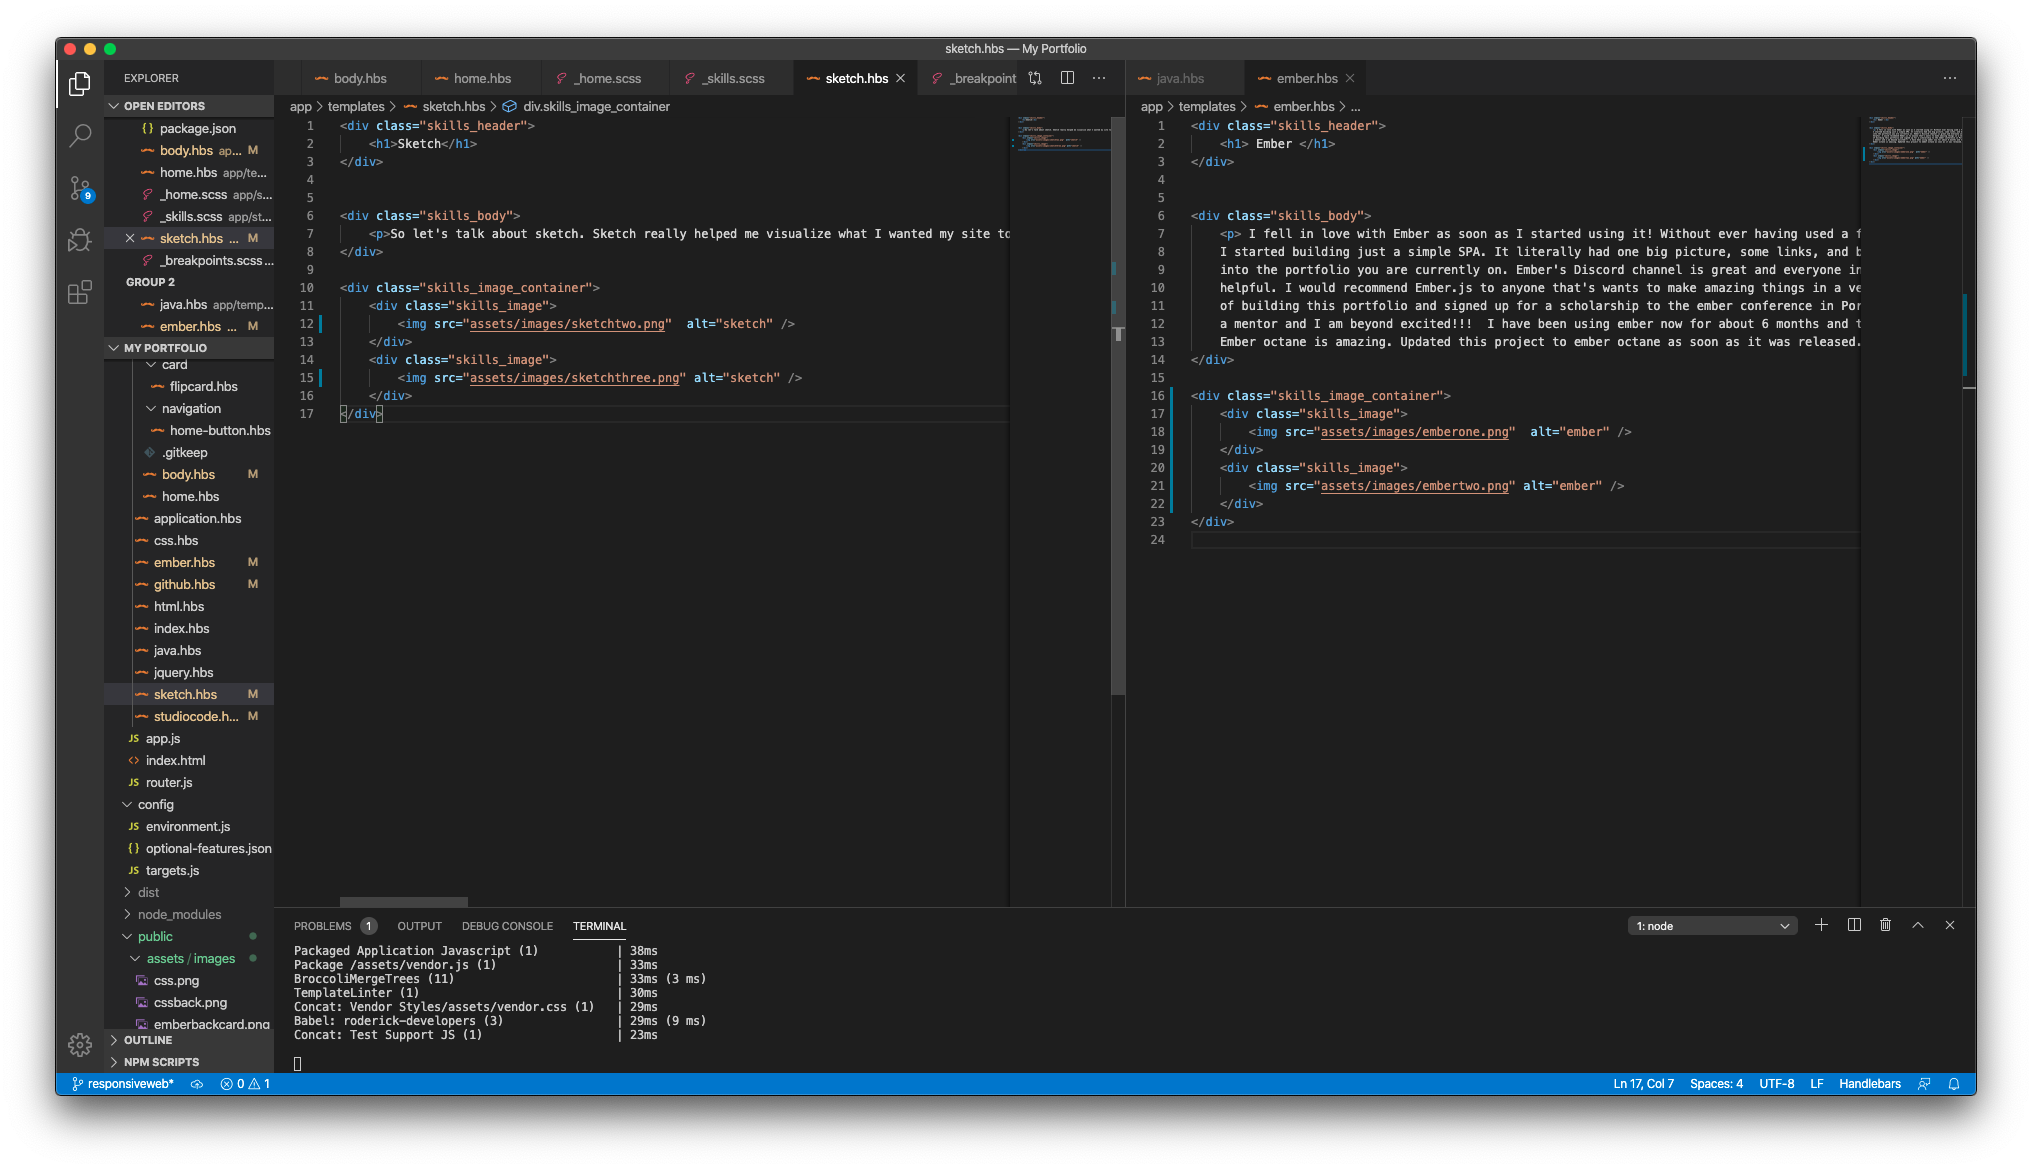 sketch.hbs — My Portfolio
EXPLORER
OPEN EDITORS
package.json
body.hbs ap... M
home.hbs app/te...
_home.scss app/s...
_skills.scss app/st...
sketch.hbs ... M
_breakpoints.scss...
GROUP 2
java.hbs app/temp...
ember.hbs ... M
MY PORTFOLIO
card
flipcard.hbs
navigation
home-button.hbs
.gitkeep
body.hbs M
home.hbs
application.hbs
css.hbs
ember.hbs M
github.hbs M
html.hbs
index.hbs
java.hbs
jquery.hbs
sketch.hbs M
studiocode.h... M
JS app.js
index.html
JS router.js
config
JS environment.js
{} optional-features.json
JS targets.js
dist
node_modules
public
assets / images
css.png
cssback.png
emberbackcard.png
OUTLINE
NPM SCRIPTS
9
body.hbs home.hbs _home.scss _skills.scss sketch.hbs _breakpoint
app > templates > sketch.hbs > div.skills_image_container
1 <div class="skills_header">
2 <h1>Sketch</h1>
3 </div>
4
5
6 <div class="skills_body">
7 <p>So let's talk about sketch. Sketch really helped me visualize what I wanted my site to
8 </div>
9
10 <div class="skills_image_container">
11 <div class="skills_image">
12 <img src="assets/images/sketchtwo.png"  alt="sketch" />
13 </div>
14 <div class="skills_image">
15 <img src="assets/images/sketchthree.png" alt="sketch" />
16 </div>
17 </div>
java.hbs ember.hbs
app > templates > ember.hbs > ...
1 <div class="skills_header">
2 <h1> Ember </h1>
3 </div>
4
5
6 <div class="skills_body">
7 <p> I fell in love with Ember as soon as I started using it! Without ever having used a f
8 I started building just a simple SPA. It literally had one big picture, some links, and b
9 into the portfolio you are currently on. Ember's Discord channel is great and everyone in
10 helpful. I would recommend Ember.js to anyone that's wants to make amazing things in a ve
11 of building this portfolio and signed up for a scholarship to the ember conference in Por
12 a mentor and I am beyond excited!!!  I have been using ember now for about 6 months and t
13 Ember octane is amazing. Updated this project to ember octane as soon as it was released.
14 </div>
15
16 <div class="skills_image_container">
17 <div class="skills_image">
18 <img src="assets/images/emberone.png"  alt="ember" />
19 </div>
20 <div class="skills_image">
21 <img src="assets/images/embertwo.png" alt="ember" />
22 </div>
23 </div>
24
PROBLEMS 1 OUTPUT DEBUG CONSOLE TERMINAL
1: node
Packaged Application Javascript (1) | 38ms
Package /assets/vendor.js (1) | 33ms
BroccoliMergeTrees (11) | 33ms (3 ms)
TemplateLinter (1) | 30ms
Concat: Vendor Styles/assets/vendor.css (1) | 29ms
Babel: roderick-developers (3) | 29ms (9 ms)
Concat: Test Support JS (1) | 23ms
responsiveweb* 0 1
Ln 17, Col 7 Spaces: 4 UTF-8 LF Handlebars